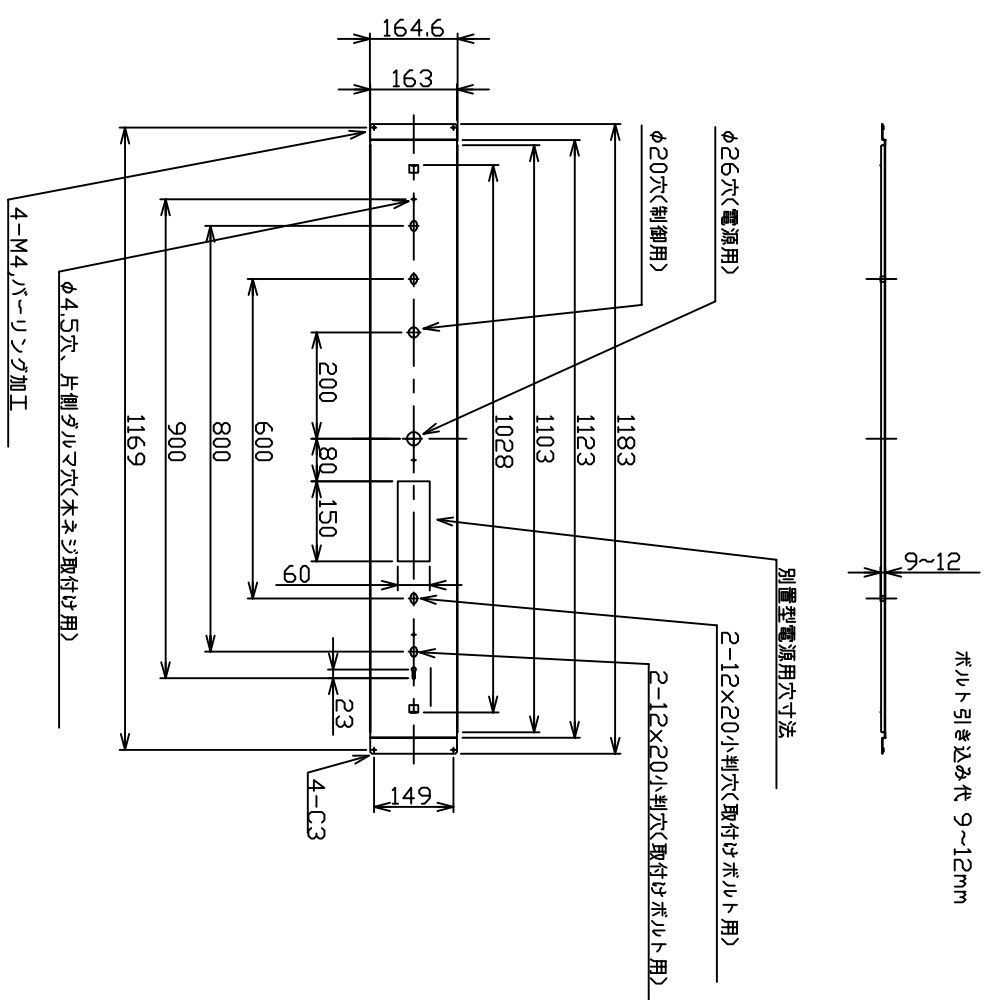 164.6
163
φ26穴(電源用)
φ20穴(制御用)
4-M4,バーリング加工
φ4.5穴、片側ダルマ穴(木ネジ取付け用)
1169
900
800
600
200
80
150
60
23
149
4-C3
1028
1103
1123
1183
別置型電源用穴寸法
2-12×20小判穴(取付けボルト用)
2-12×20小判穴(取付けボルト用)
9~12
ボルト引き込み代 9~12mm